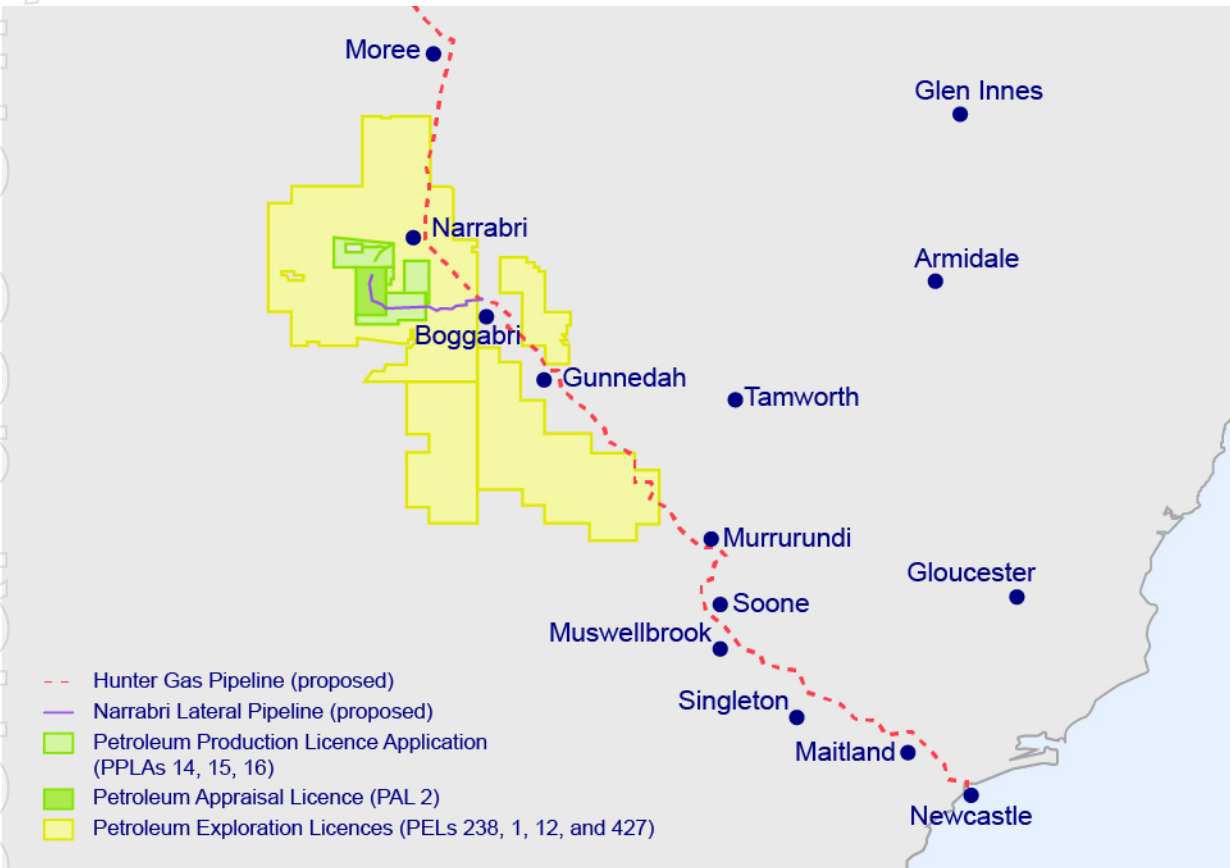 Moree
Glen Innes
Narrabri
Armidale
Boggabri
Gunnedah
Tamworth
Murrurundi
Gloucester
Soone
Muswellbrook
Singleton
Maitland
Newcastle
Hunter Gas Pipeline (proposed)
Narrabri Lateral Pipeline (proposed)
Petroleum Production Licence Application
(PPLAs 14, 15, 16)
Petroleum Appraisal Licence (PAL 2)
Petroleum Exploration Licences (PELs 238, 1, 12, and 427)